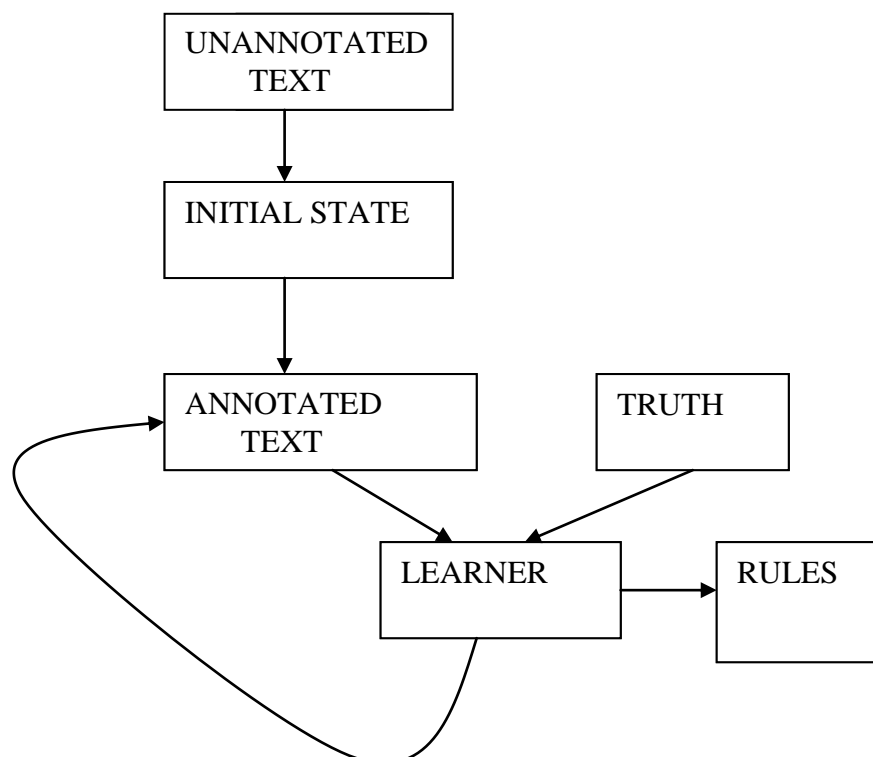 UNANNOTATED
TEXT
INITIAL STATE
ANNOTATED
TEXT
TRUTH
LEARNER
RULES